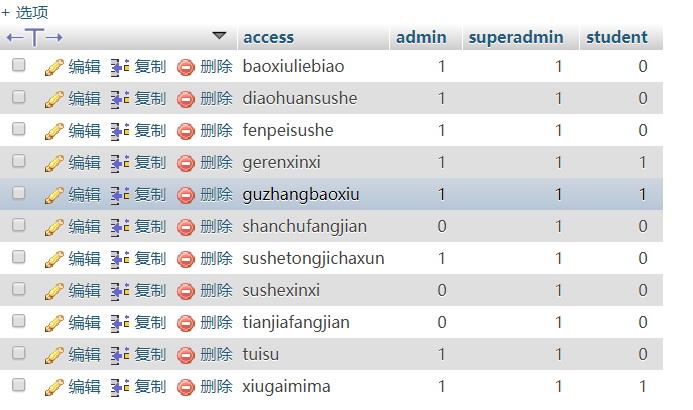 + 选项
←T→ access admin superadmin student
编辑 复制 删除 baoxiuliebiao 1 1 0
编辑 复制 删除 diaohuansushe 1 1 0
编辑 复制 删除 fenpeisushe 1 1 0
编辑 复制 删除 gerenxinxi 1 1 1
编辑 复制 删除 guzhangbaoxiu 1 1 1
编辑 复制 删除 shanchufangjian 0 1 0
编辑 复制 删除 sushetongjichaxun 1 1 0
编辑 复制 删除 sushexinxi 0 1 0
编辑 复制 删除 tianjiafangjian 0 1 0
编辑 复制 删除 tuisu 1 1 0
编辑 复制 删除 xiugaimima 1 1 1